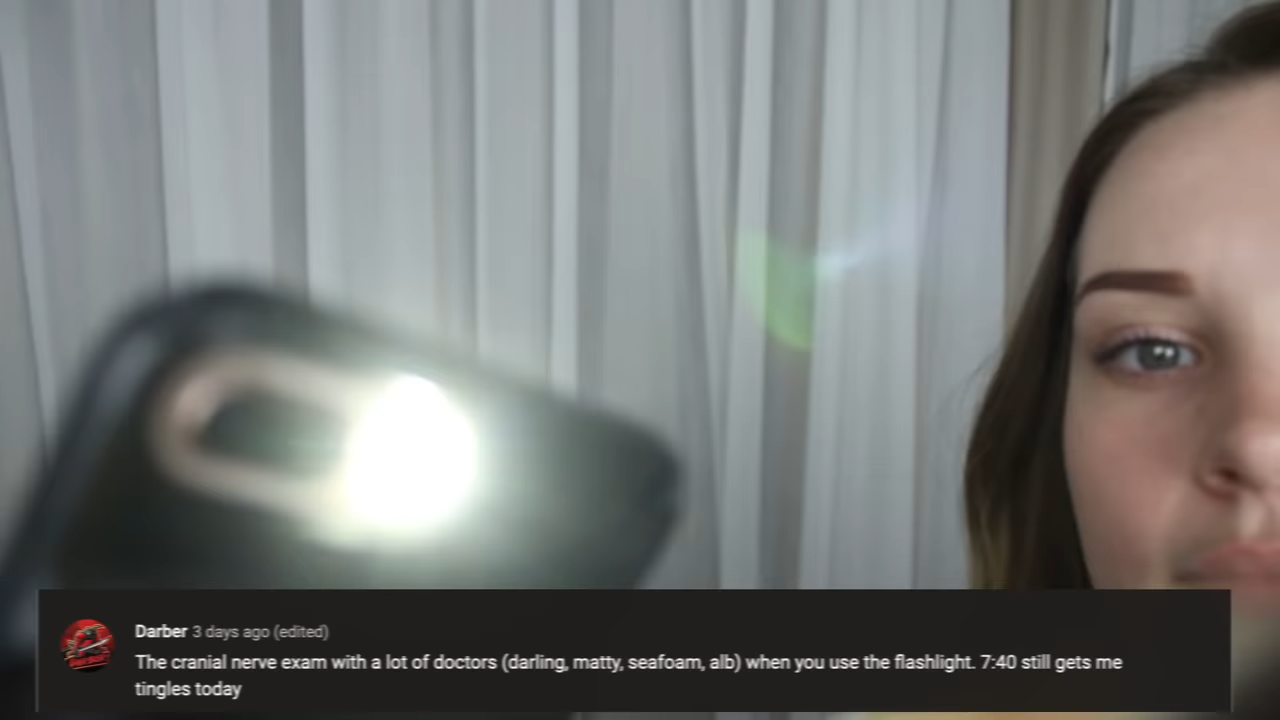 Darber 3 days ago (edited)
The cranial nerve exam with a lot of doctors (darling, matty, seafoam, alb) when you use the flashlight. 7:40 still gets me
tingles today